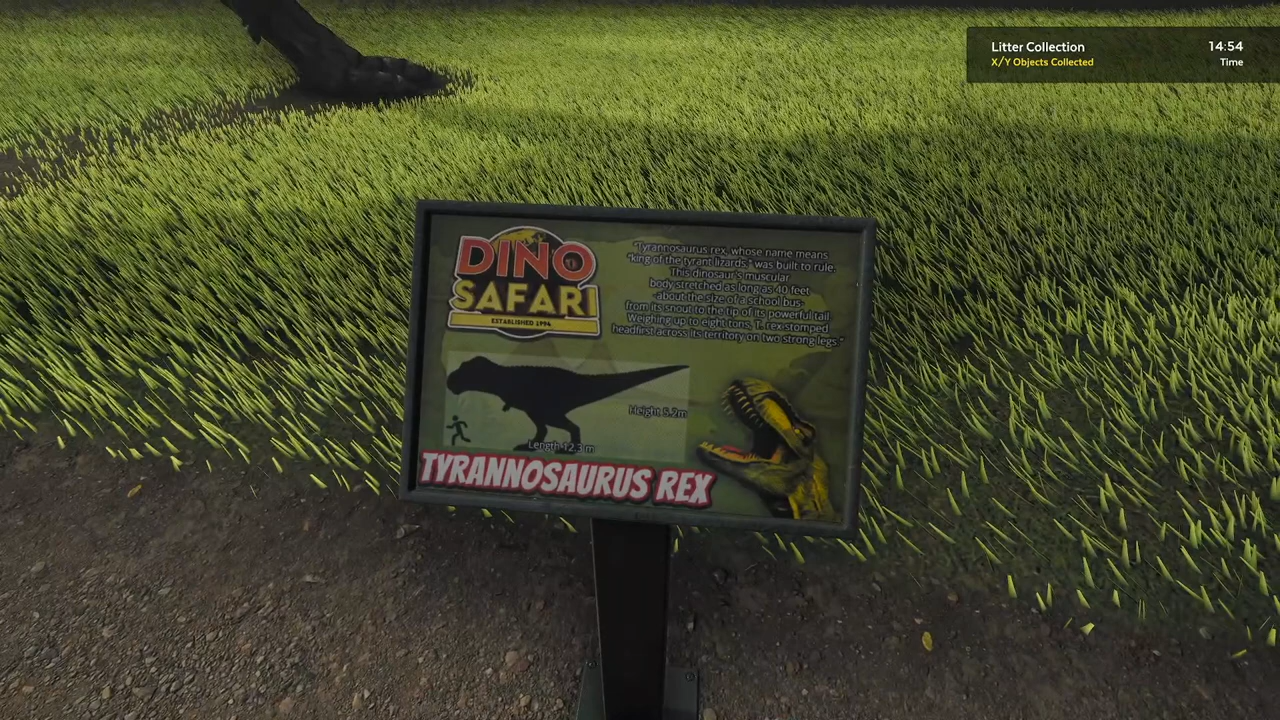 Litter Collection
14:54
X/Y Objects Collected
Time
DINO
SAFARI
ESTABLISHED 1994
"Tyrannosaurus rex, whose name means
"king of the tyrant lizards," was built to rule.
This dinosaur's muscular
body stretched as long as 40 feet
-about the size of a school bus-
from its snout to the tip of its powerful tail.
Weighing up to eight tons, T. rex stomped
headfirst across its territory on two strong legs."
Height 5.2m
Length 12.3 m
TYRANNOSAURUS REX